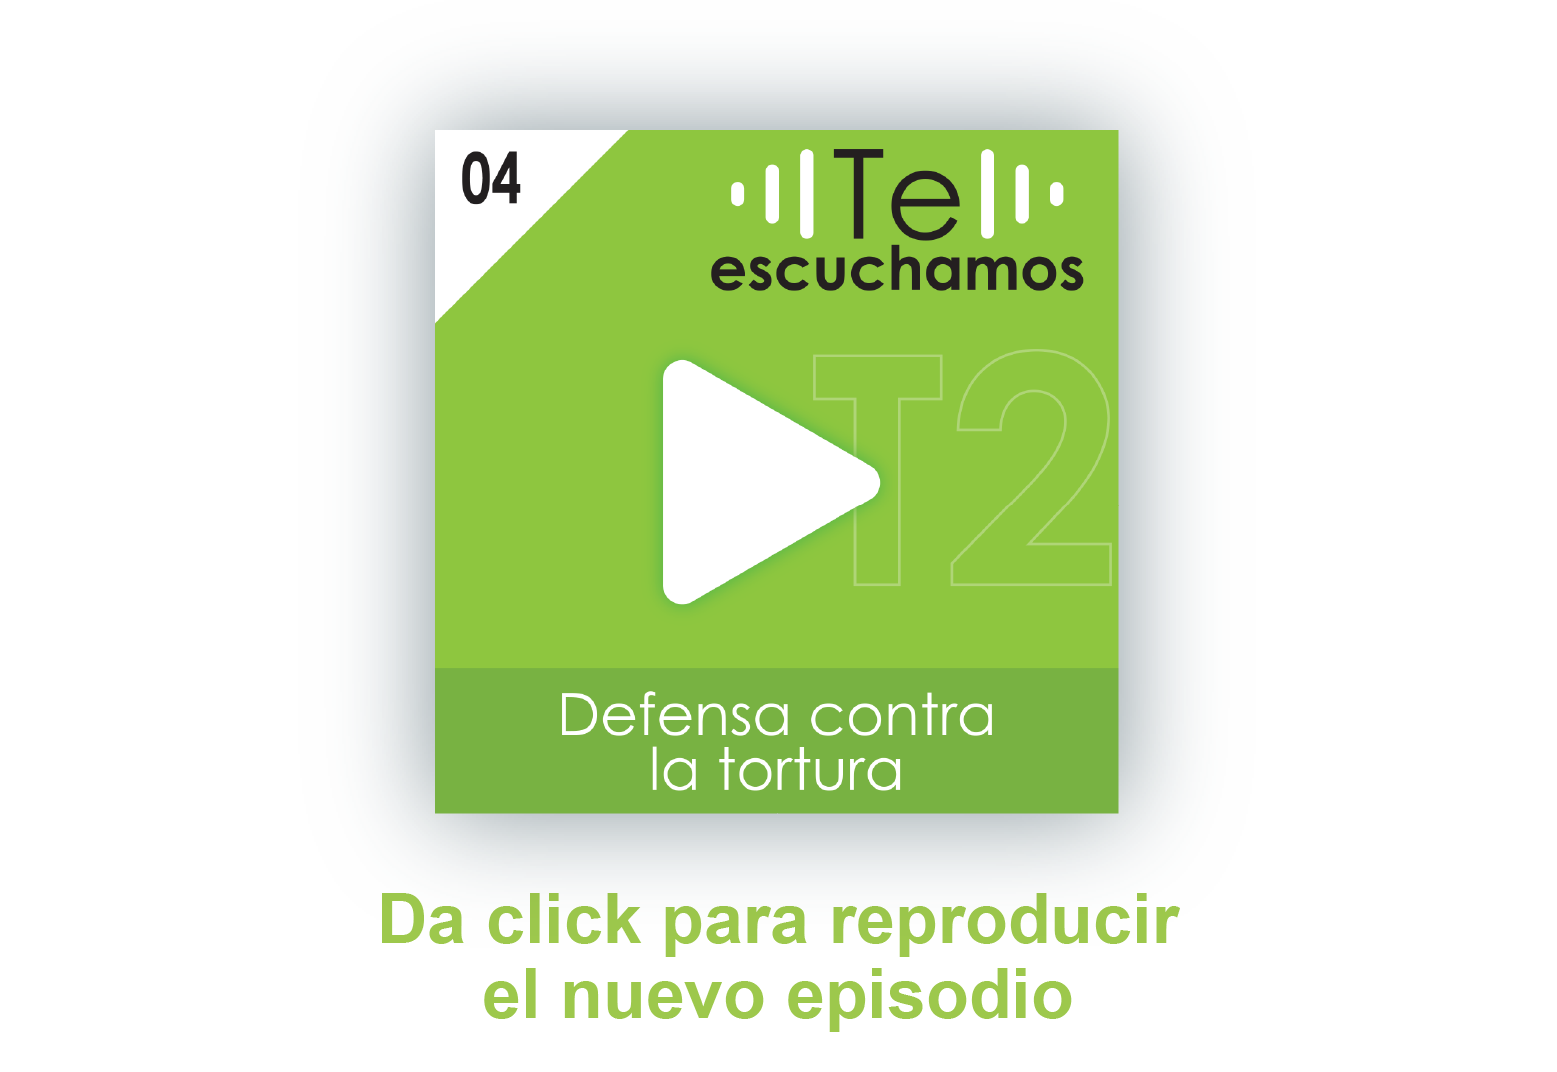 04
Te
escuchamos
T2
Defensa contra
la tortura
Da click para reproducir
el nuevo episodio